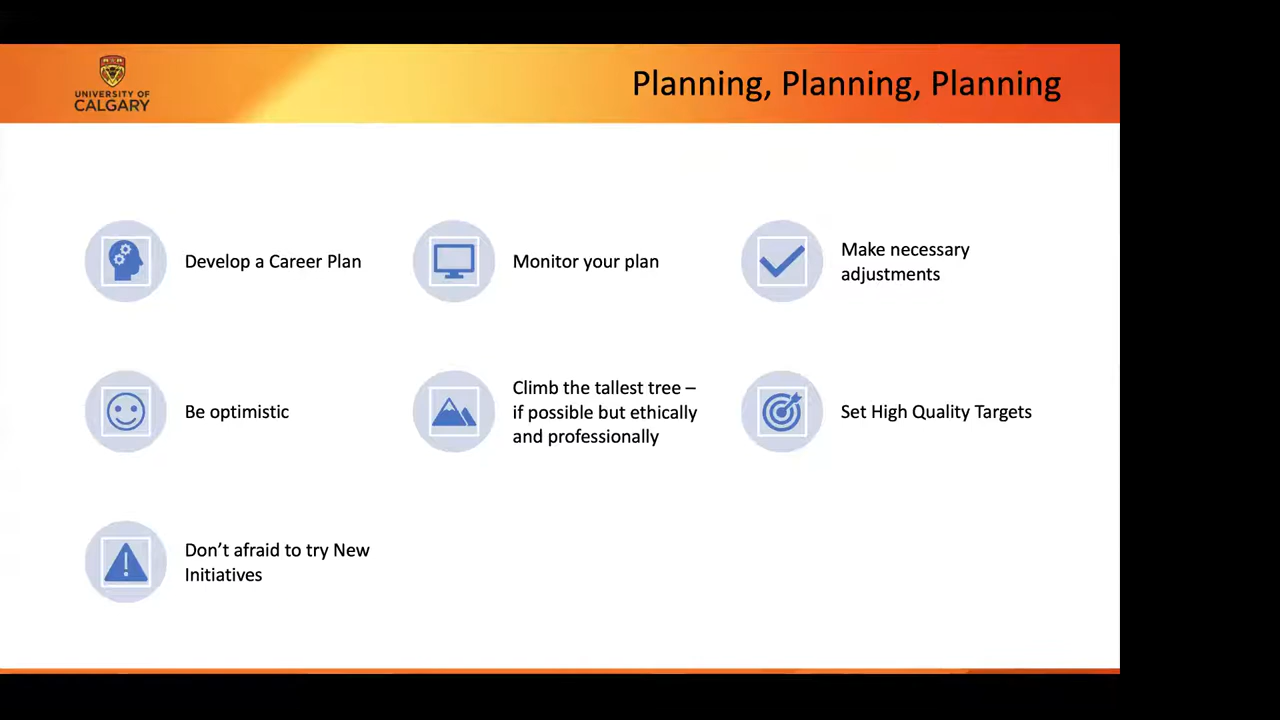 UNIVERSITY OF
CALGARY
Planning, Planning, Planning
Develop a Career Plan
Monitor your plan
Make necessary
adjustments
Be optimistic
Climb the tallest tree –
if possible but ethically
and professionally
Set High Quality Targets
Don’t afraid to try New
Initiatives